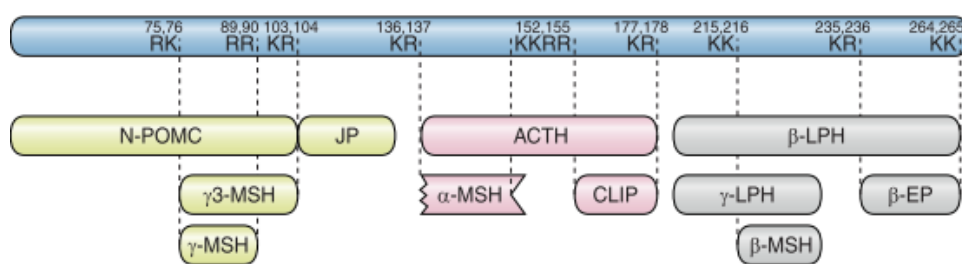 75,76 89,90 103,104 136,137 152,155 177,178 215,216 235,236 264,265
RK RR KR KR KKRR KR KK KR KK
N-POMC JP ACTH β-LPH
γ3-MSH α-MSH CLIP γ-LPH β-EP
γ-MSH β-MSH